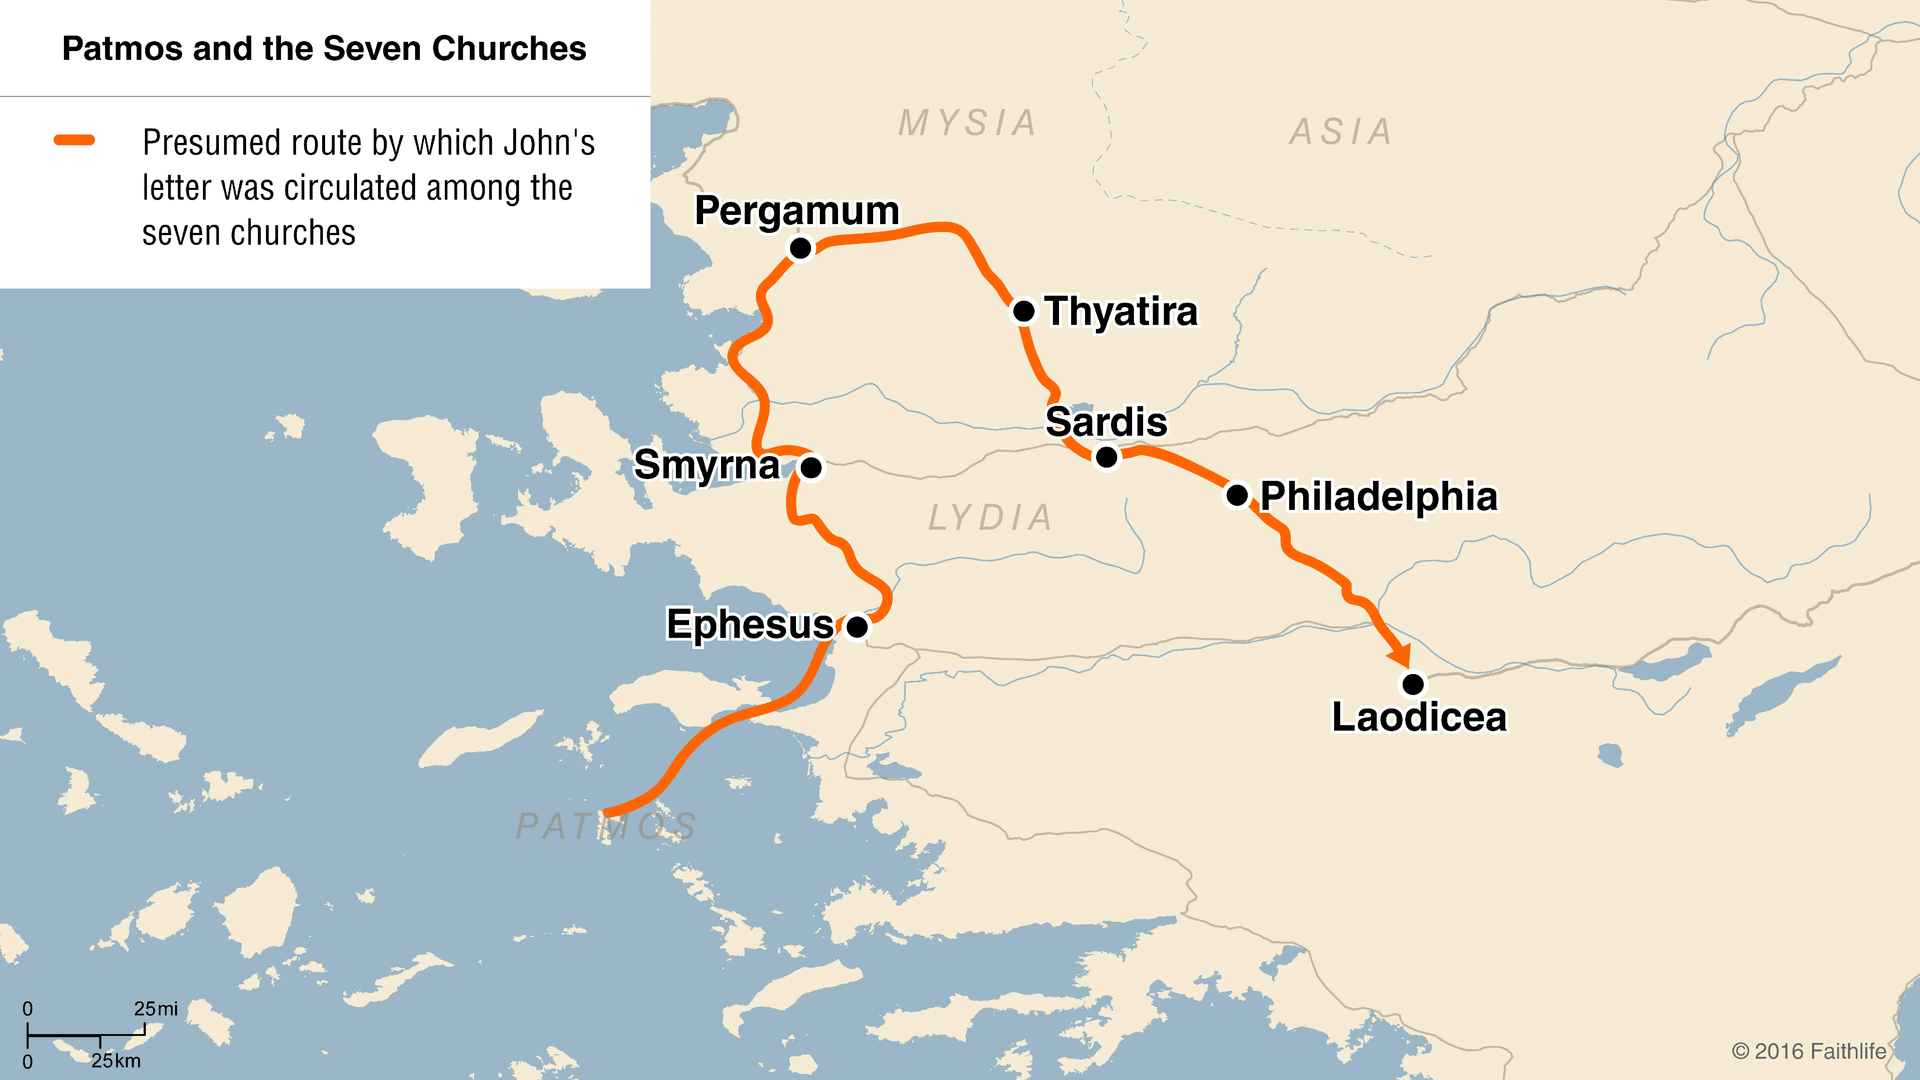 Patmos and the Seven Churches
Presumed route by which John's
letter was circulated among the
seven churches
MYSIA
ASIA
Pergamum
Thyatira
Sardis
Smyrna
Philadelphia
LYDIA
Ephesus
Laodicea
PATMOS
0 25mi
0 25km
© 2016 Faithlife